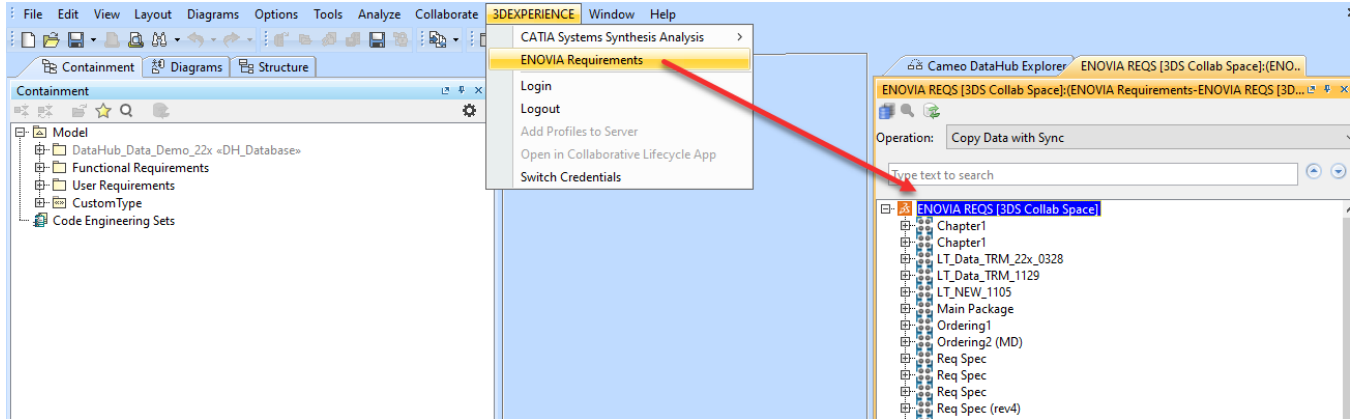 File Edit View Layout Diagrams Options Tools Analyze Collaborate 3DEXPERIENCE Window Help
CATIA Systems Synthesis Analysis
ENOVIA Requirements
Login
Logout
Add Profiles to Server
Open in Collaborative Lifecycle App
Switch Credentials
Containment Diagrams Structure
Containment
Model
DataHub_Data_Demo_22x «DH_Database»
Functional Requirements
User Requirements
CustomType
Code Engineering Sets
Cameo DataHub Explorer ENOVIA REQS [3DS Collab Space]:(ENO..
ENOVIA REQS [3DS Collab Space]:(ENOVIA Requirements-ENOVIA REQS [3D...
Operation: Copy Data with Sync
Type text to search
ENOVIA REQS [3DS Collab Space]
Chapter1
Chapter1
LT_Data_TRM_22x_0328
LT_Data_TRM_1129
LT_NEW_1105
Main Package
Ordering1
Ordering2 (MD)
Req Spec
Req Spec
Req Spec
Req Spec (rev4)